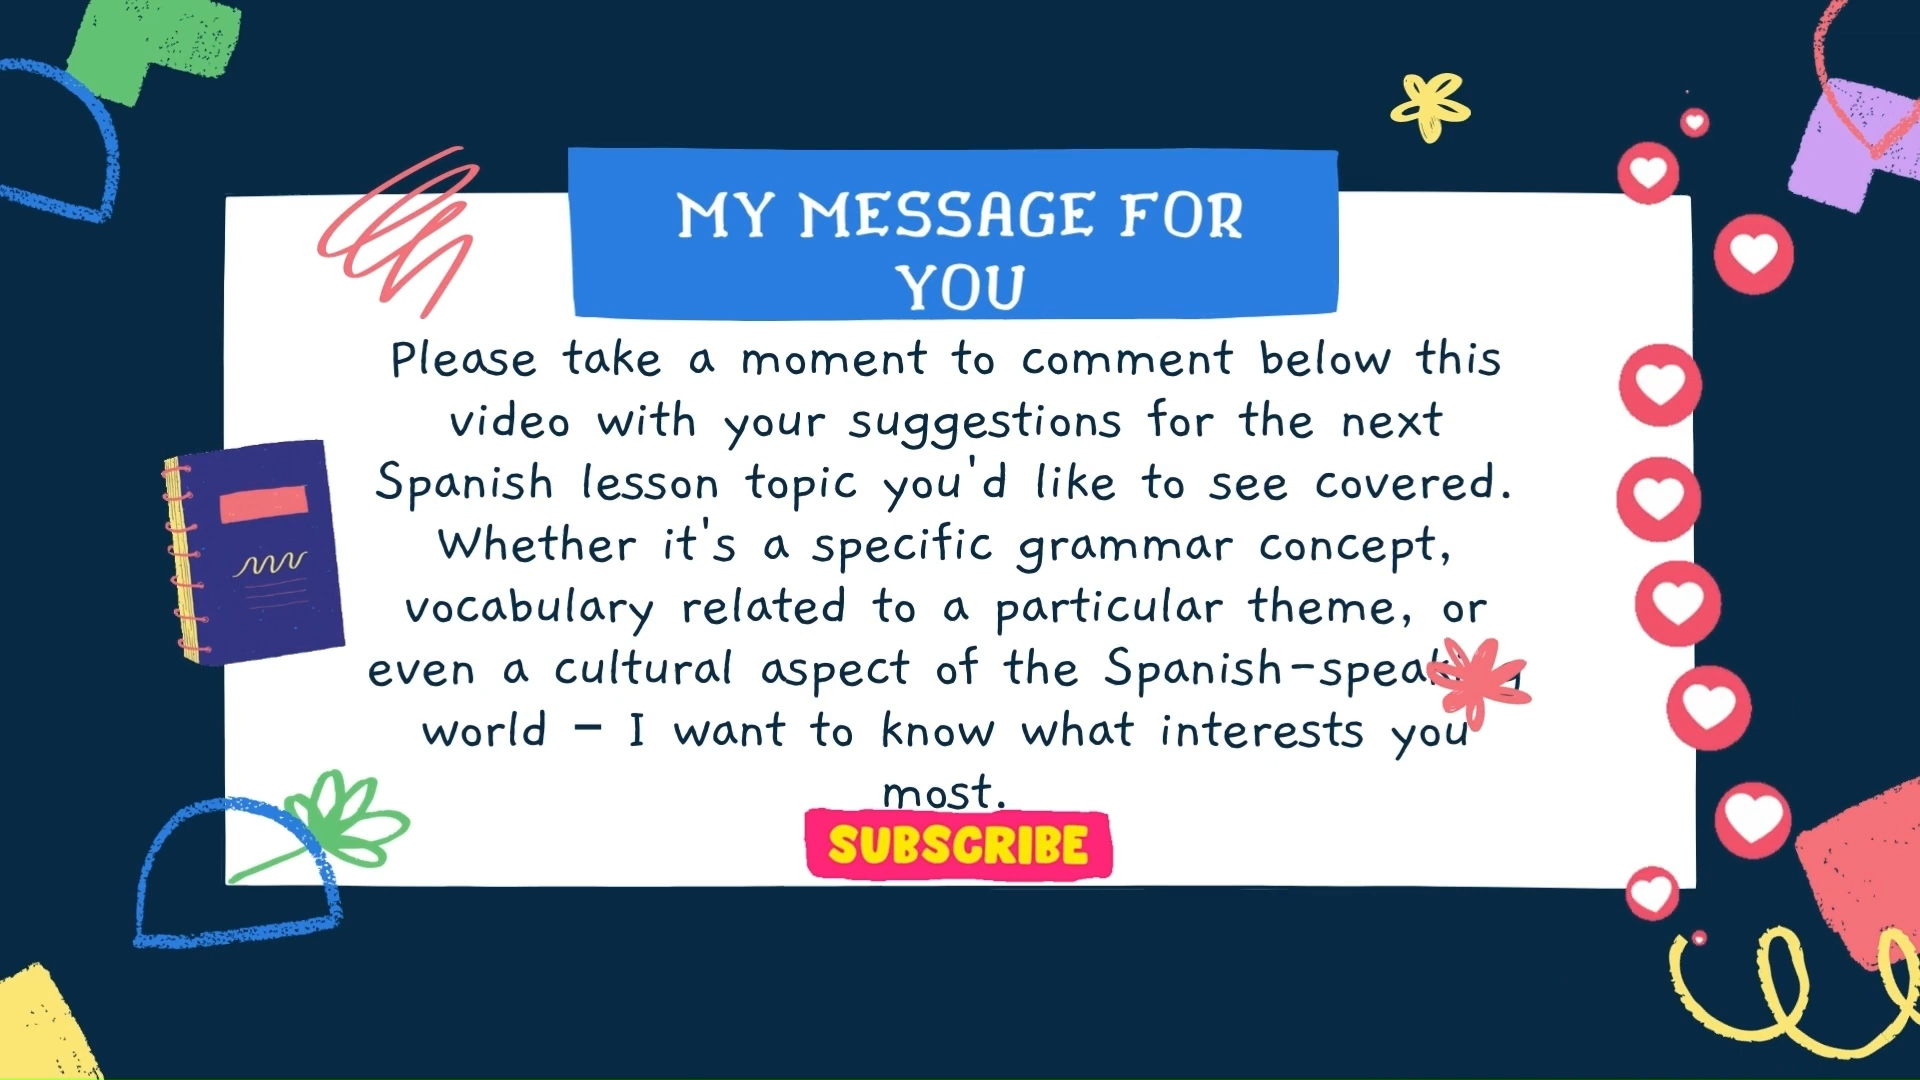 MY MESSAGE FOR
YOU
Please take a moment to comment below this
video with your suggestions for the next
Spanish lesson topic you'd like to see covered.
Whether it's a specific grammar concept,
vocabulary related to a particular theme, or
even a cultural aspect of the
world – I want to know what interests you
most.
SUBSCRIBE